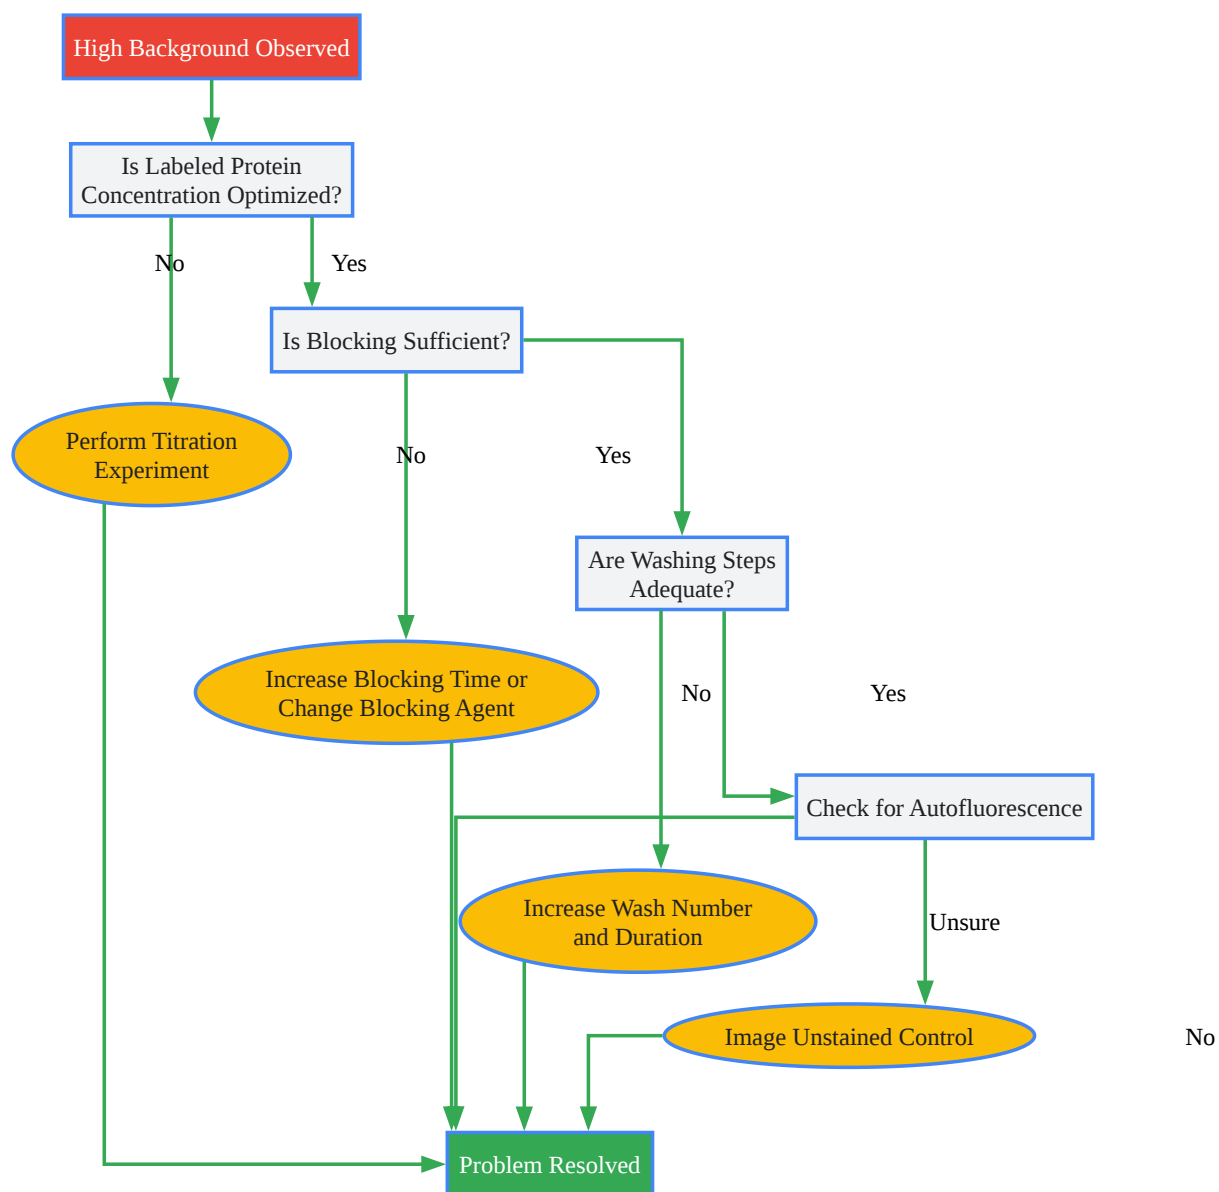 High Background Observed
Is Labeled Protein
Concentration Optimized?
No
Yes
Is Blocking Sufficient?
Perform Titration
Experiment
No
Yes
Are Washing Steps
Adequate?
Increase Blocking Time or
Change Blocking Agent
No
Yes
Check for Autofluorescence
Increase Wash Number
and Duration
Unsure
Image Unstained Control
No
Problem Resolved